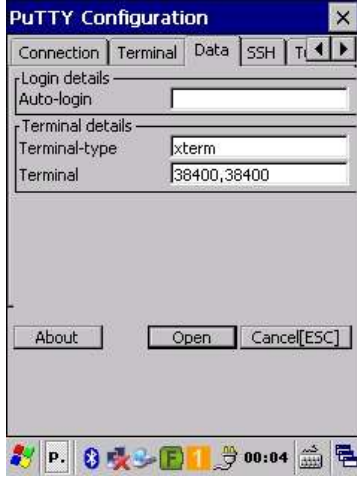 PuTTY Configuration
Connection Terminal Data SSH
Login details
Auto-login
Terminal details
Terminal-type xterm
Terminal 38400,38400
About Open Cancel[ESC]
P. F 1 00:04